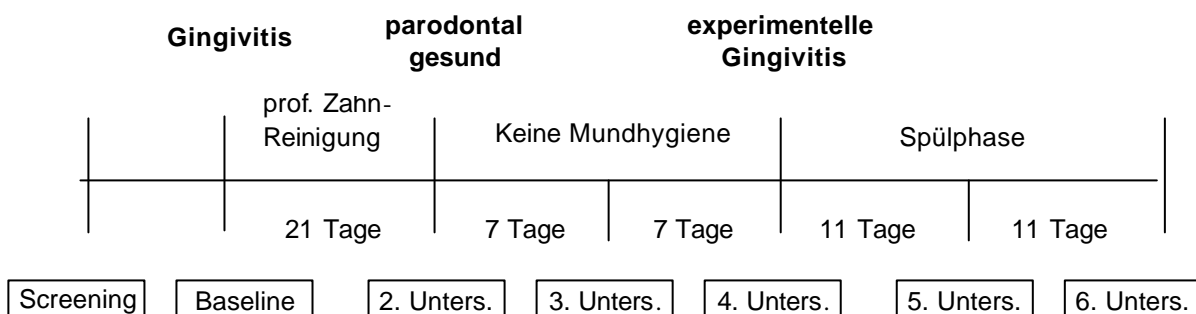 Gingivitis
parodontal
gesund
experimentelle
Gingivitis
prof. Zahn-
Reinigung
Keine Mundhygiene
Spülphase
21 Tage
7 Tage
7 Tage
11 Tage
11 Tage
Screening
Baseline
2. Unters.
3. Unters.
4. Unters.
5. Unters.
6. Unters.